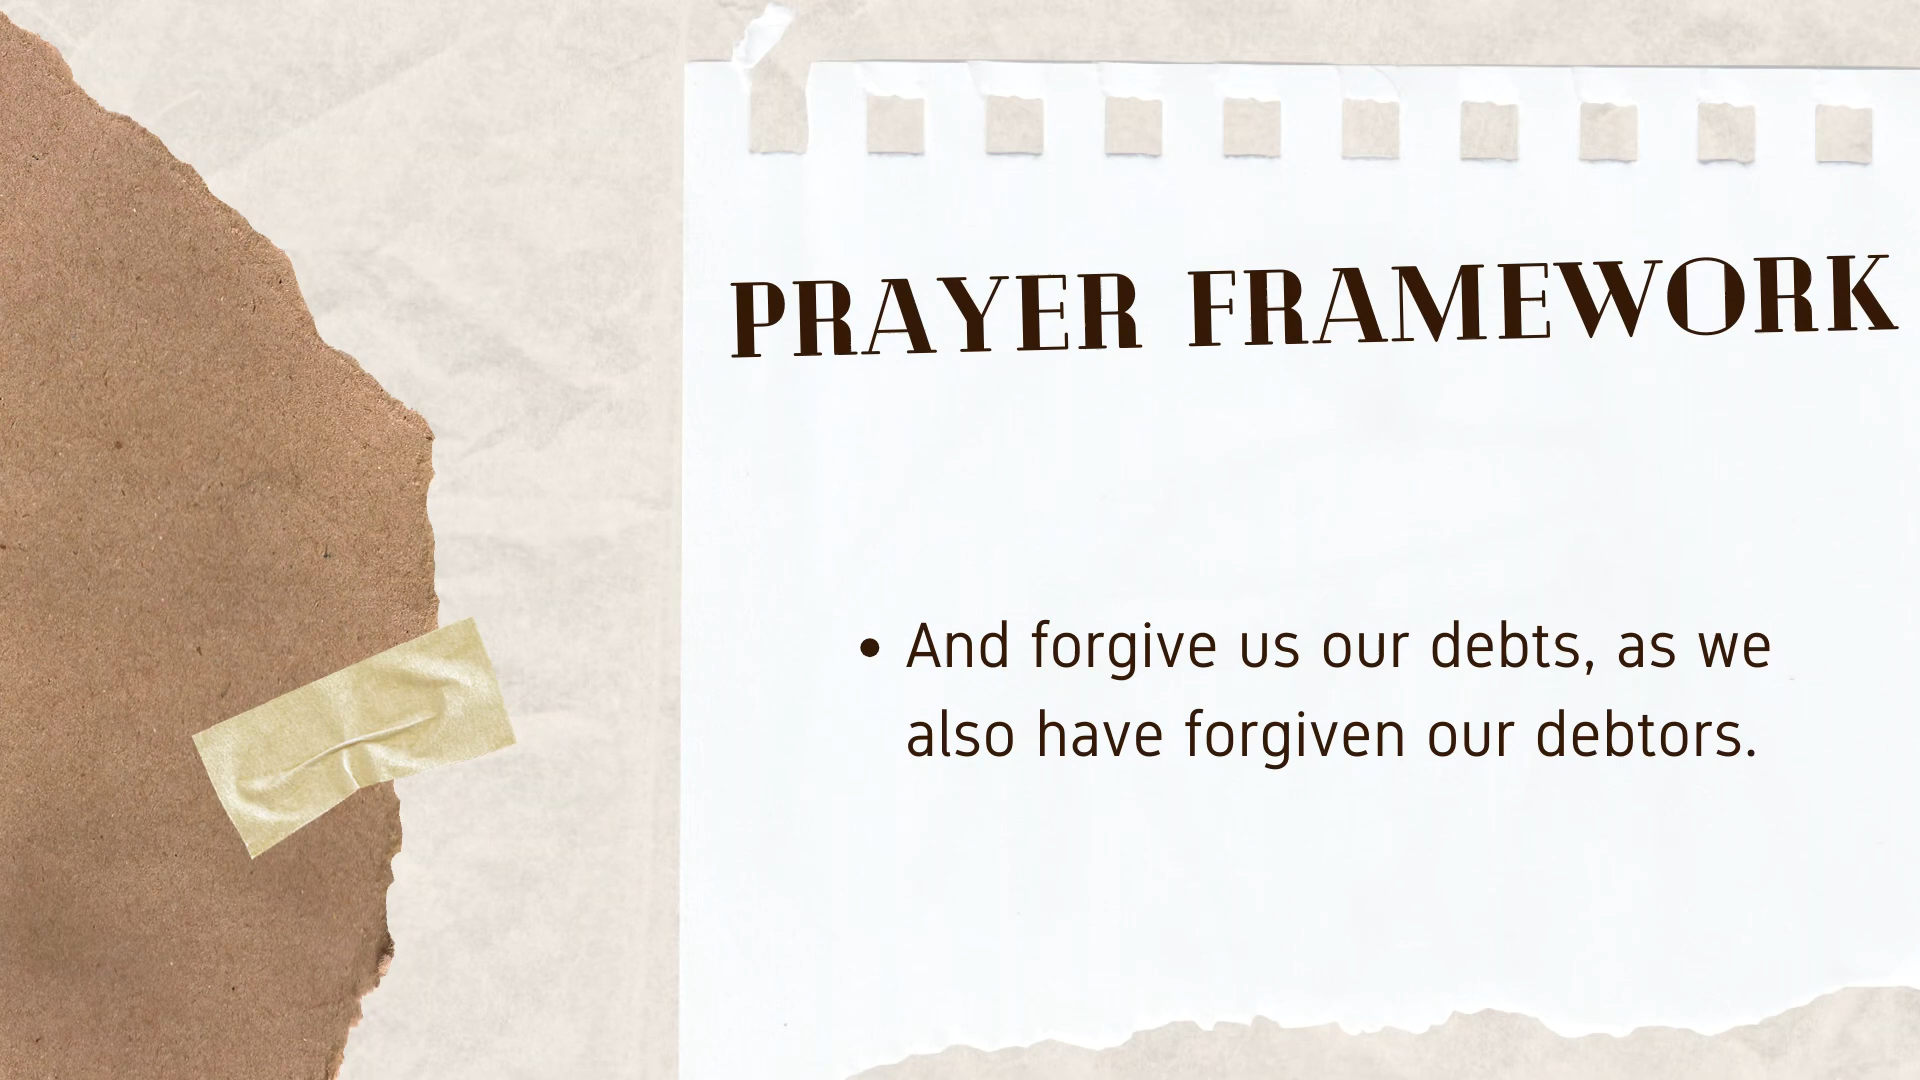 PRAYER FRAMEWORK
• And forgive us our debts, as we
also have forgiven our debtors.